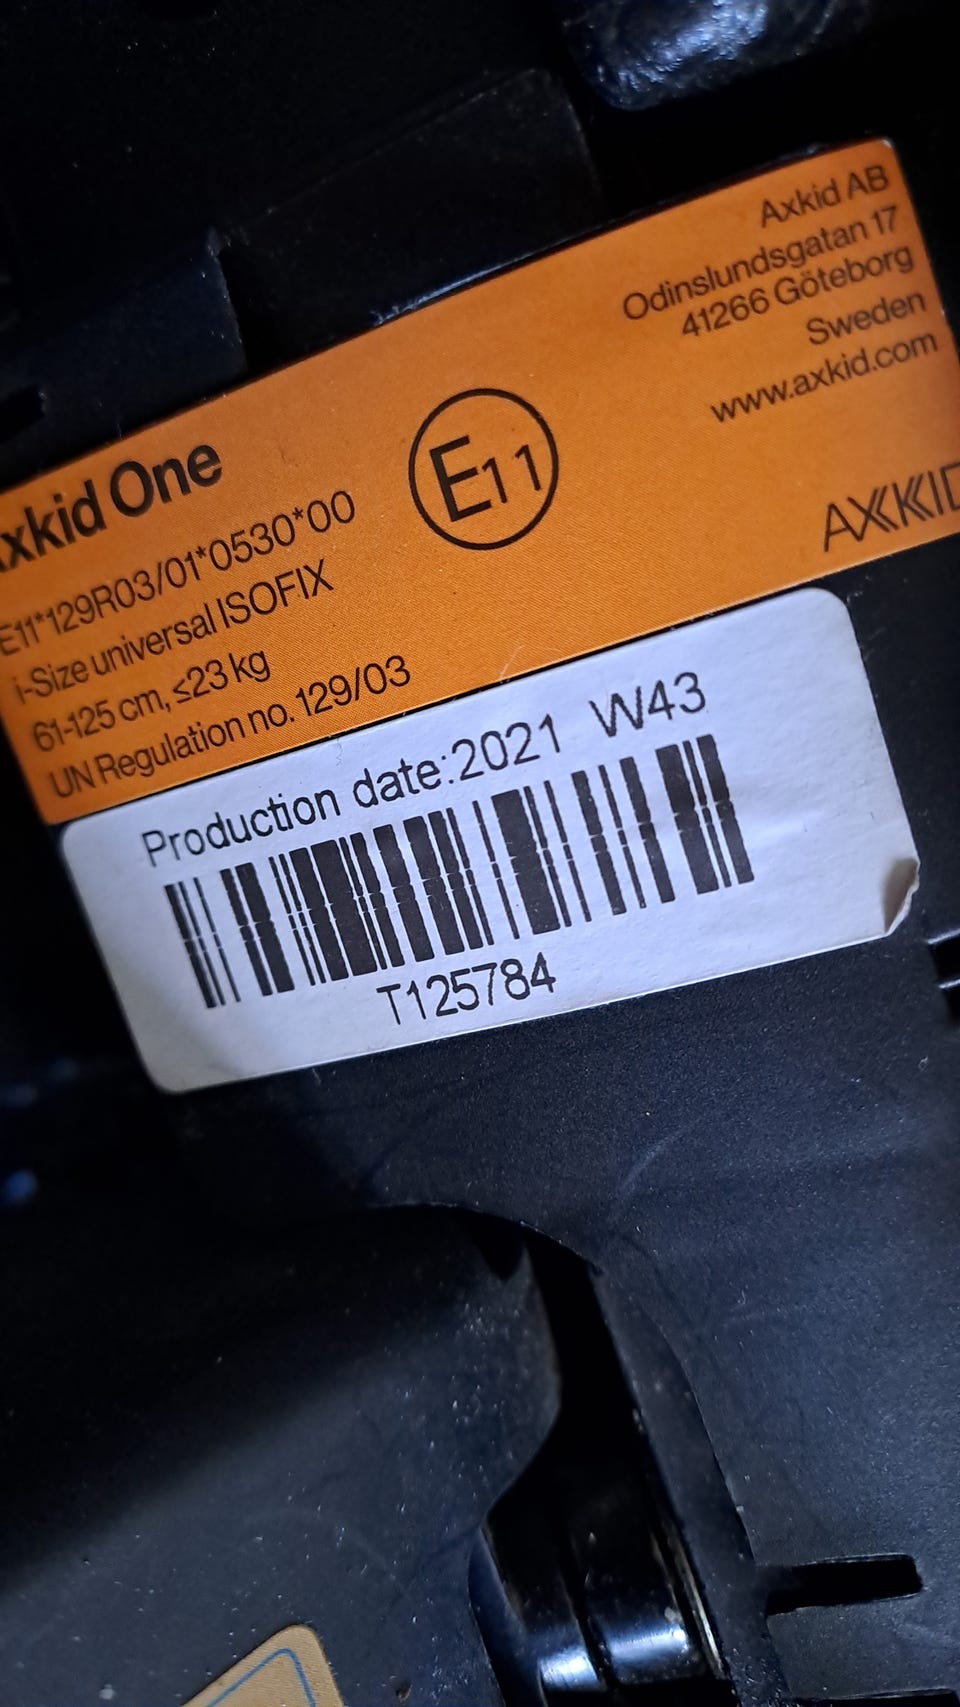 Axkid AB
Odinslundsgatan 17
41266 Göteborg
Sweden
www.axkid.com
Axkid One
E11
E11*129R03/01*0530*00
i-Size universal ISOFIX
61-125 cm, ≤23 kg
UN Regulation no. 129/03
AXKID
Production date:2021 W43
T125784